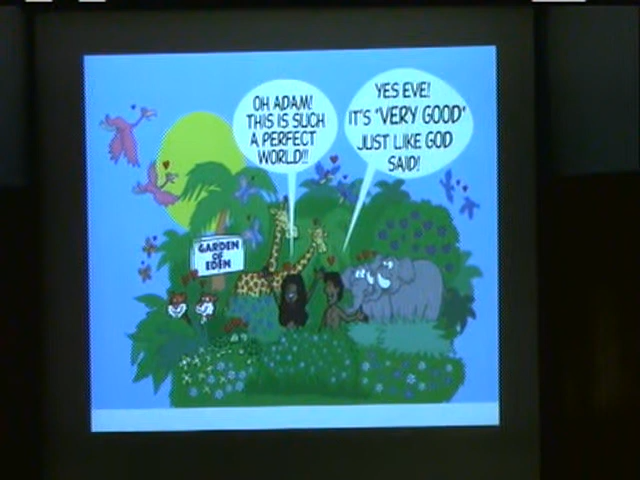 OH ADAM!
THIS IS SUCH
A PERFECT
WORLD!!
YES EVE!
IT'S "VERY GOOD"
JUST LIKE GOD
SAID!
GARDEN
OF
EDEN